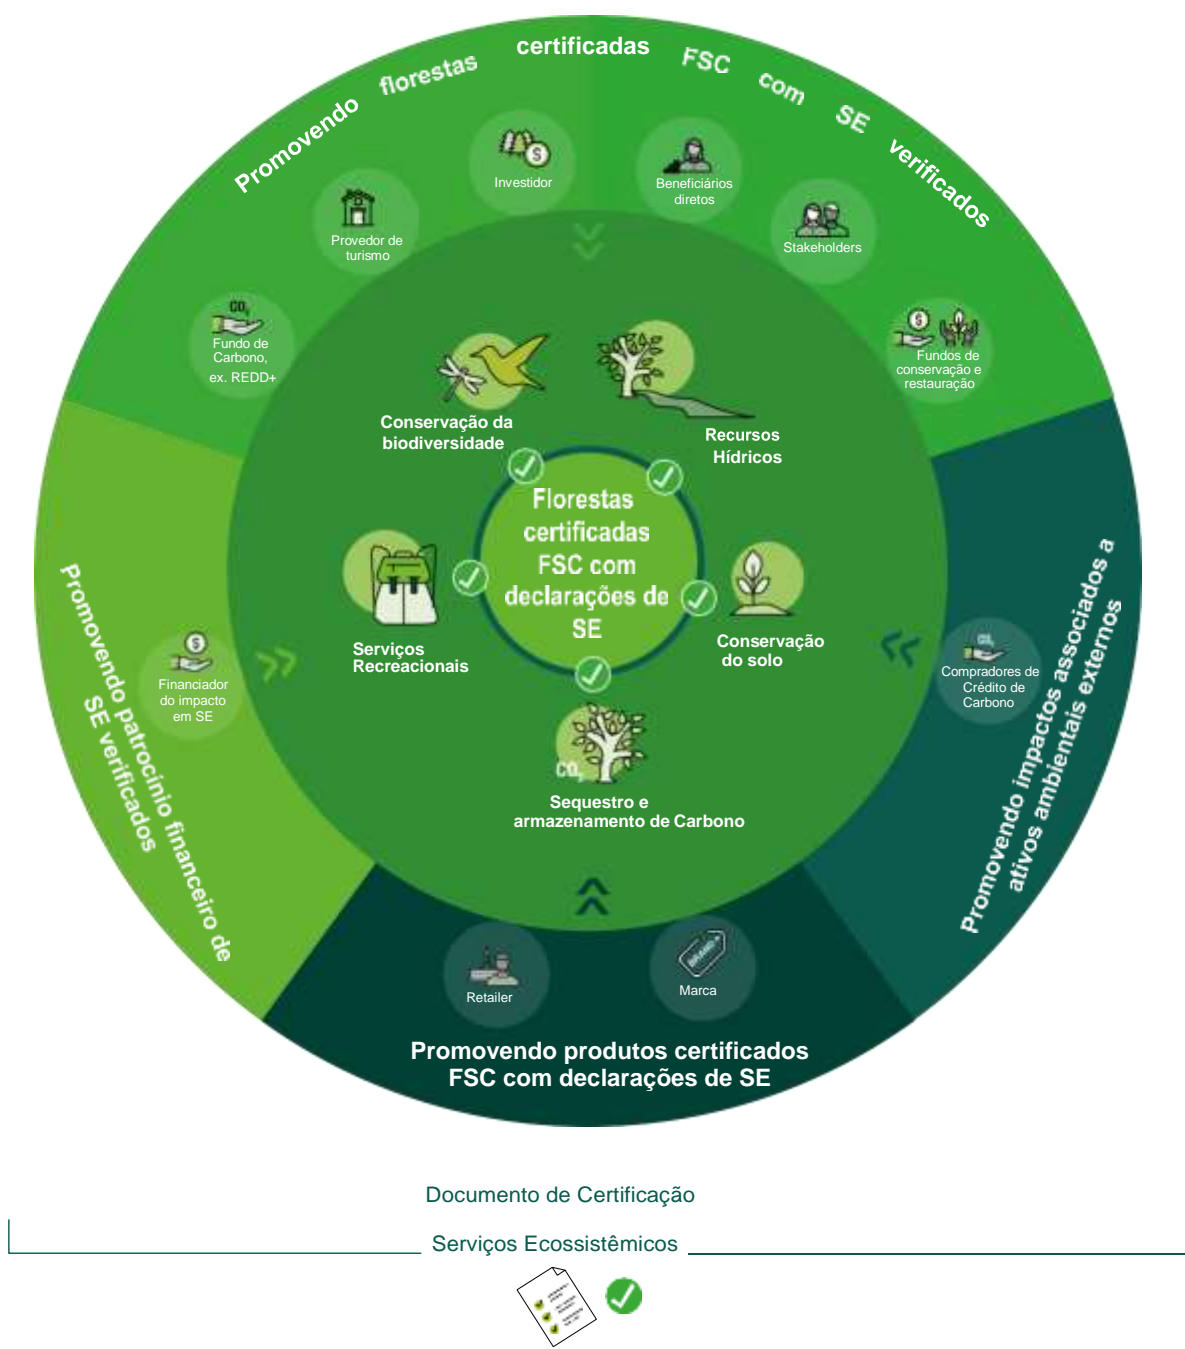 Promovendo florestas certificadas FSC com SE verificados
Investidor
Beneficiários
diretos
Provedor de
turismo
Stakeholders
CO₂
Fundo de
Carbono,
ex. REDD+
$
Fundos de
conservação e
restauração
Conservação da
biodiversidade
Recursos
Hídricos
Florestas
certificadas
FSC com
declarações de
SE
Serviços
Recreacionais
Conservação
do solo
CO₂
Sequestro e
armazenamento de Carbono
Promovendo patrocínio financeiro de
SE verificados
$
Financiador
do impacto
em SE
Promovendo impactos associados a
ativos ambientais externos
CO₂
Compradores de
Crédito de
Carbono
Retailer
BRAND
Marca
Promovendo produtos certificados
FSC com declarações de SE
Documento de Certificação
Serviços Ecossistêmicos